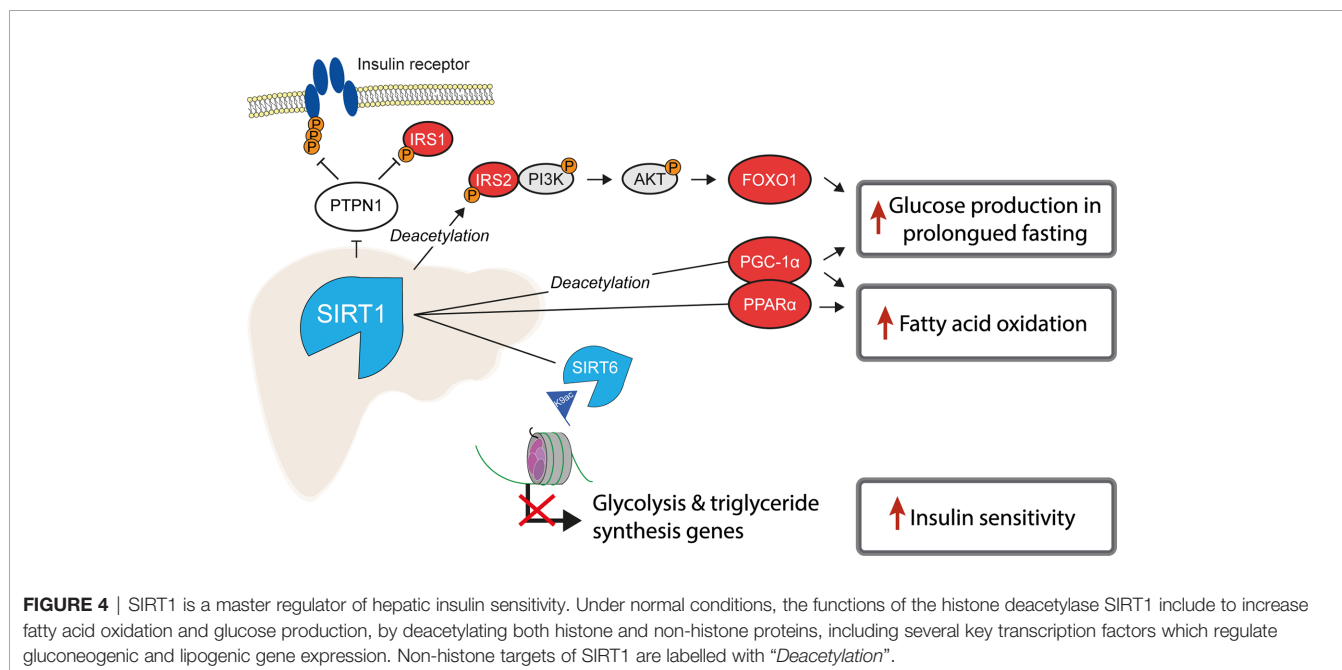 Insulin receptor
P
P
P
IRS1
P
PTPN1
IRS2
P
PI3K
P
AKT
P
FOXO1
Glucose production in
prolongued fasting
Deacetylation
Deacetylation
PGC-1α
PPARα
Fatty acid oxidation
SIRT1
SIRT6
K9ac
Glycolysis & triglyceride
synthesis genes
Insulin sensitivity
FIGURE 4 | SIRT1 is a master regulator of hepatic insulin sensitivity. Under normal conditions, the functions of the histone deacetylase SIRT1 include to increase
fatty acid oxidation and glucose production, by deacetylating both histone and non-histone proteins, including several key transcription factors which regulate
gluconeogenic and lipogenic gene expression. Non-histone targets of SIRT1 are labelled with “Deacetylation”.